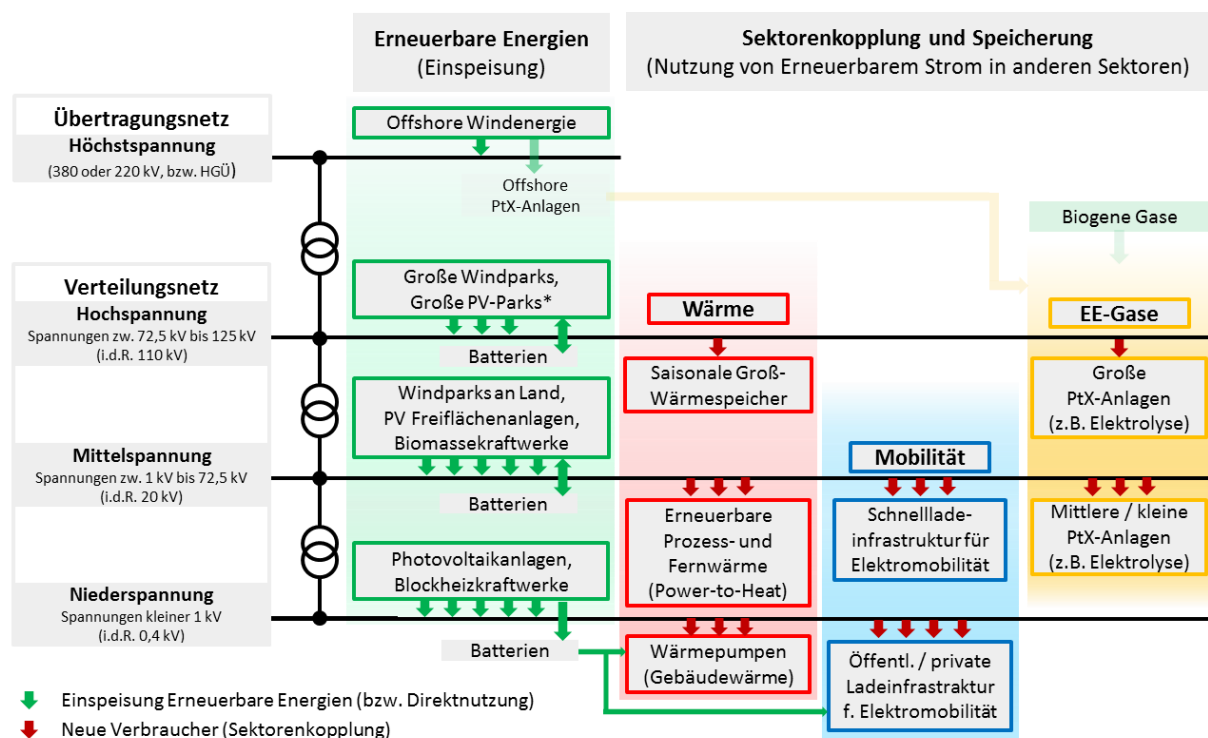 Erneuerbare Energien
(Einspeisung)
Sektorenkopplung und Speicherung
(Nutzung von Erneuerbarem Strom in anderen Sektoren)
Übertragungsnetz
Höchstspannung
(380 oder 220 kV, bzw. HGÜ)
Offshore Windenergie
Offshore
PtX-Anlagen
Biogene Gase
Verteilungsnetz
Hochspannung
Spannungen zw. 72,5 kV bis 125 kV
(i.d.R. 110 kV)
Große Windparks,
Große PV-Parks*
Batterien
Wärme
EE-Gase
Saisonale Groß-
Wärmespeicher
Große
PtX-Anlagen
(z.B. Elektrolyse)
Windparks an Land,
PV Freiflächenanlagen,
Biomassekraftwerke
Mittelspannung
Spannungen zw. 1 kV bis 72,5 kV
(i.d.R. 20 kV)
Batterien
Mobilität
Erneuerbare
Prozess- und
Fernwärme
(Power-to-Heat)
Schnelllade-
infrastruktur für
Elektromobilität
Mittlere / kleine
PtX-Anlagen
(z.B. Elektrolyse)
Photovoltaikanlagen,
Blockheizkraftwerke
Niederspannung
Spannungen kleiner 1 kV
(i.d.R. 0,4 kV)
Batterien
Wärmepumpen
(Gebäudewärme)
Öffentl. / private
Ladeinfrastraktur
f. Elektromobilität
Einspeisung Erneuerbare Energien (bzw. Direktnutzung)
Neue Verbraucher (Sektorenkopplung)